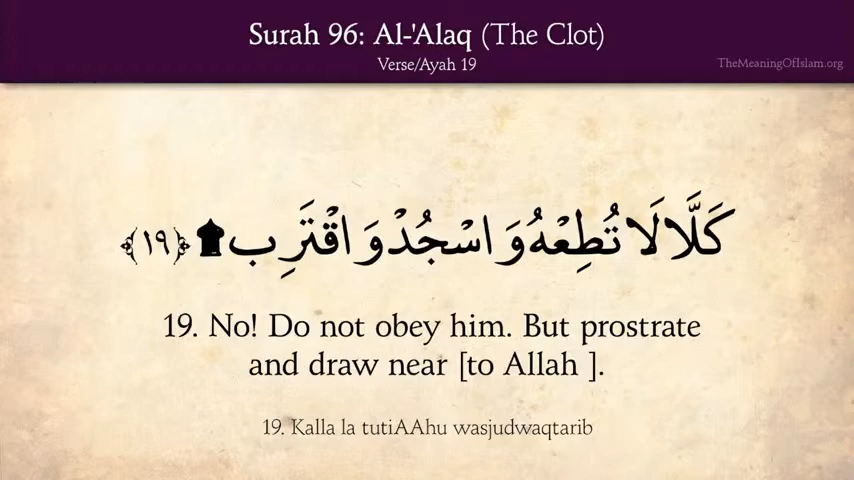 Surah 96: Al-'Alaq (The Clot)
Verse/Ayah 19
TheMeaningOfIslam.org
كَلَّا لَا تُطِعْهُ وَاسْجُدْ وَاقْتَرِب ۩ ﴿١٩﴾
19. No! Do not obey him. But prostrate
and draw near [to Allah ].
19. Kalla la tutiAAhu wasjudwaqtarib